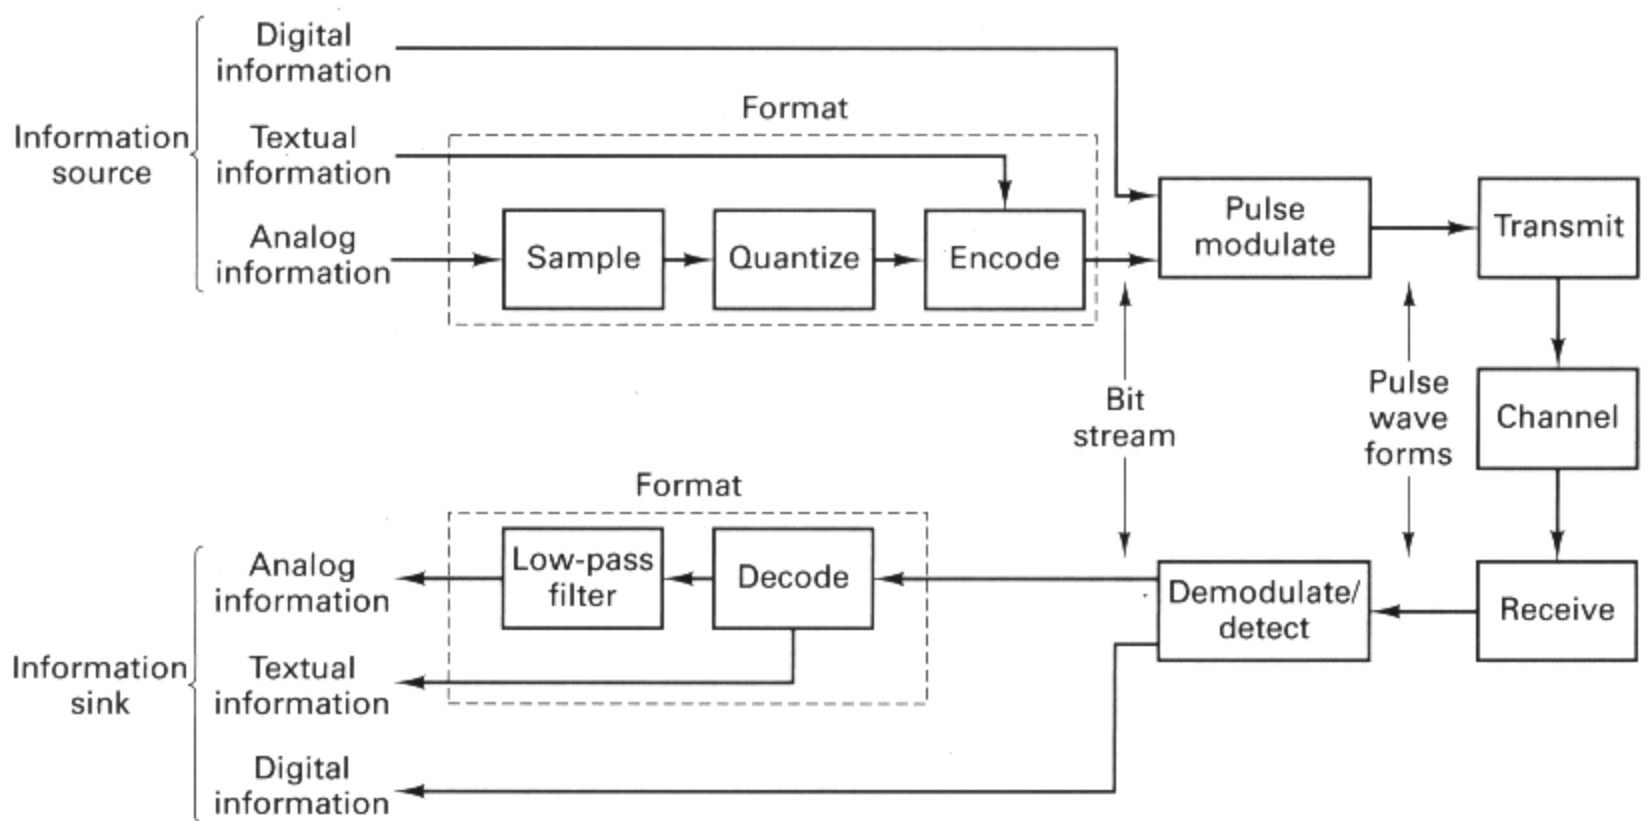 Digital
information
Format
Information
source
Textual
information
Analog
information
Sample
Quantize
Encode
Pulse
modulate
Transmit
Bit
stream
Pulse
wave
forms
Channel
Format
Information
sink
Analog
information
Low-pass
filter
Decode
Demodulate/
detect
Receive
Textual
information
Digital
information